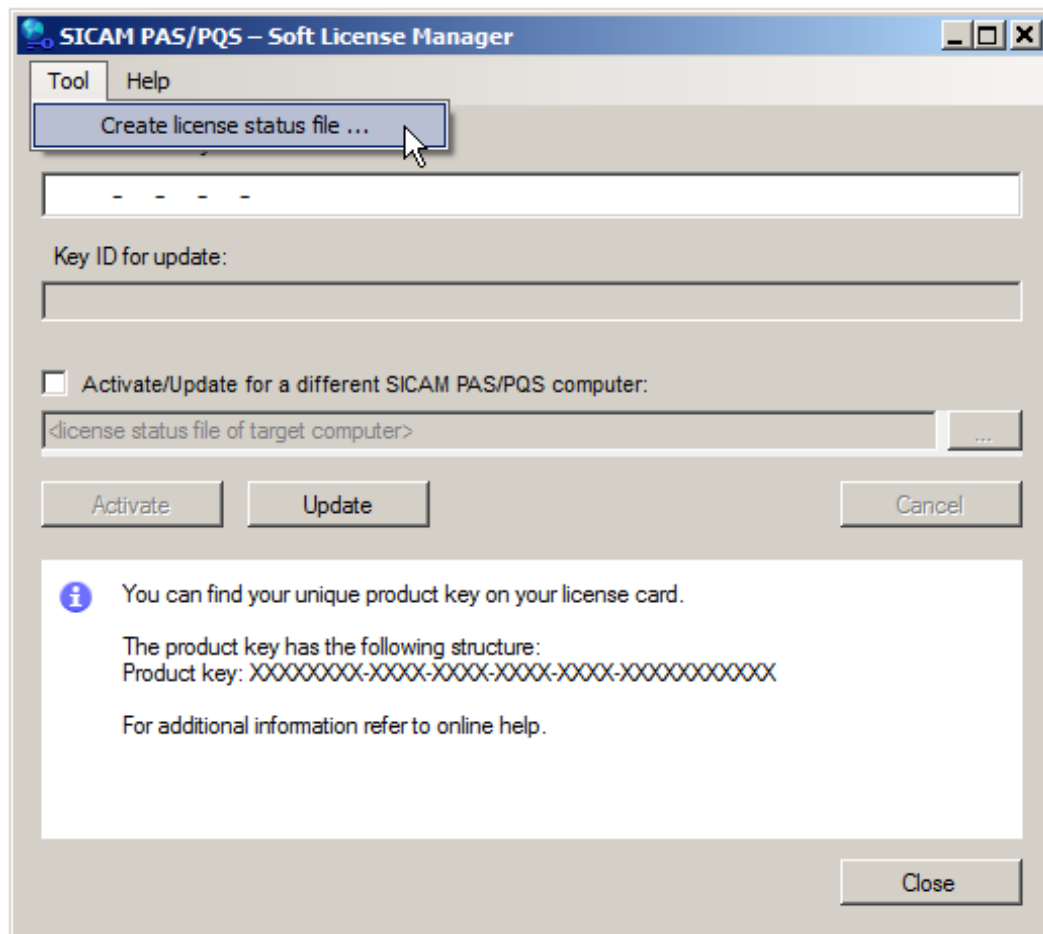 SICAM PAS/PQS – Soft License Manager
Tool Help
Create license status file ...
- - - -
Key ID for update:
Activate/Update for a different SICAM PAS/PQS computer:
<license status file of target computer>
...
Activate Update Cancel
You can find your unique product key on your license card.
The product key has the following structure:
Product key: XXXXXXXX-XXXX-XXXX-XXXX-XXXX-XXXXXXXXXXX
For additional information refer to online help.
Close